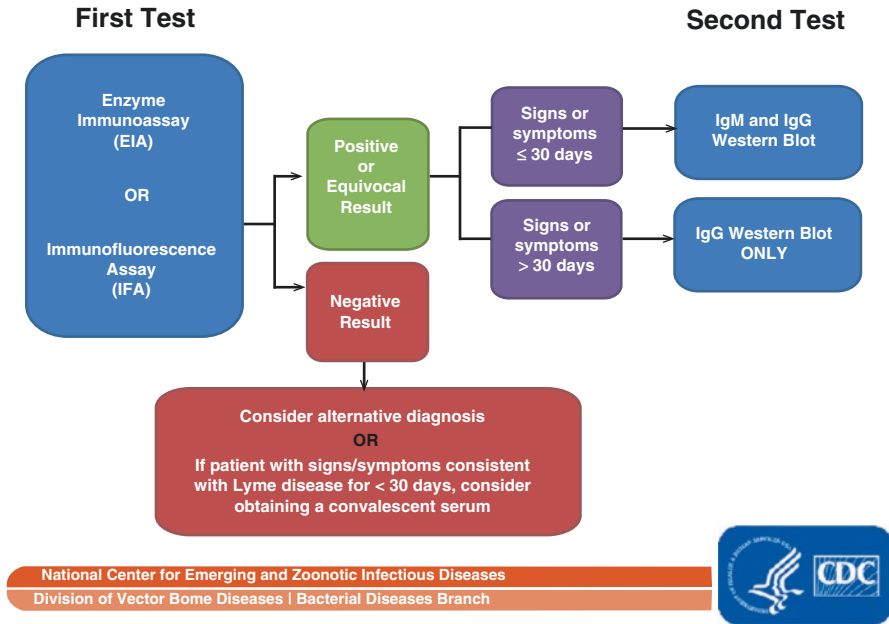 First Test
Second Test
Enzyme
Immunoassay
(EIA)
OR
Immunofluorescence
Assay
(IFA)
Positive
or
Equivocal
Result
Negative
Result
Signs or
symptoms
≤ 30 days
IgM and IgG
Western Blot
Signs or
symptoms
> 30 days
IgG Western Blot
ONLY
Consider alternative diagnosis
OR
If patient with signs/symptoms consistent
with Lyme disease for < 30 days, consider
obtaining a convalescent serum
National Center for Emerging and Zoonotic Infectious Diseases
Division of Vector Bome Diseases | Bacterial Diseases Branch
CDC